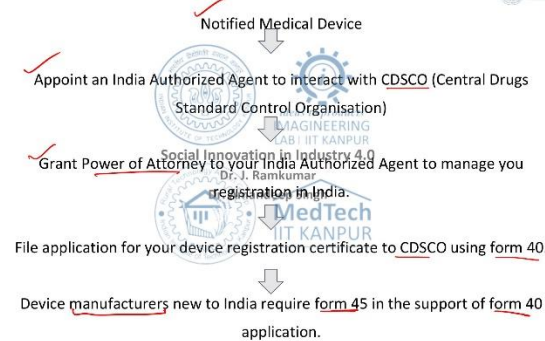 Notified Medical Device
Appoint an India Authorized Agent to interact with CDSCO (Central Drugs
Standard Control Organisation)
IMAGINEERING
LAB | IIT KANPUR
Social Innovation in Industry 4.0
Grant Power of Attorney to your India Authorized Agent to manage you
Dr. J. Ramkumar
registration in India.
MedTech
IIT KANPUR
File application for your device registration certificate to CDSCO using form 40
Device manufacturers new to India require form 45 in the support of form 40
application.